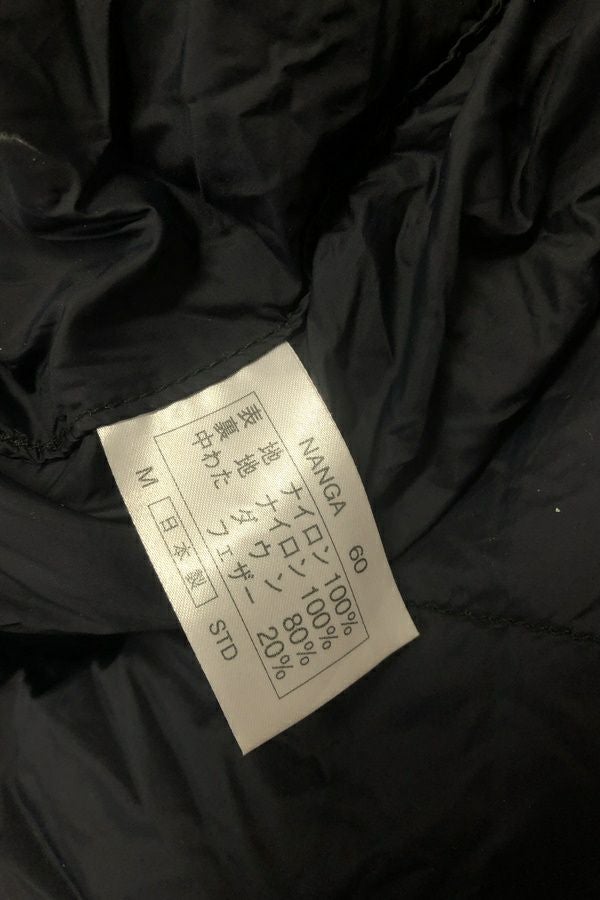 NANGA 60
表地 ナイロン 100%
裏地 ナイロン 100%
中わた ダウン 80%
フェザー 20%
M 日本製 STD